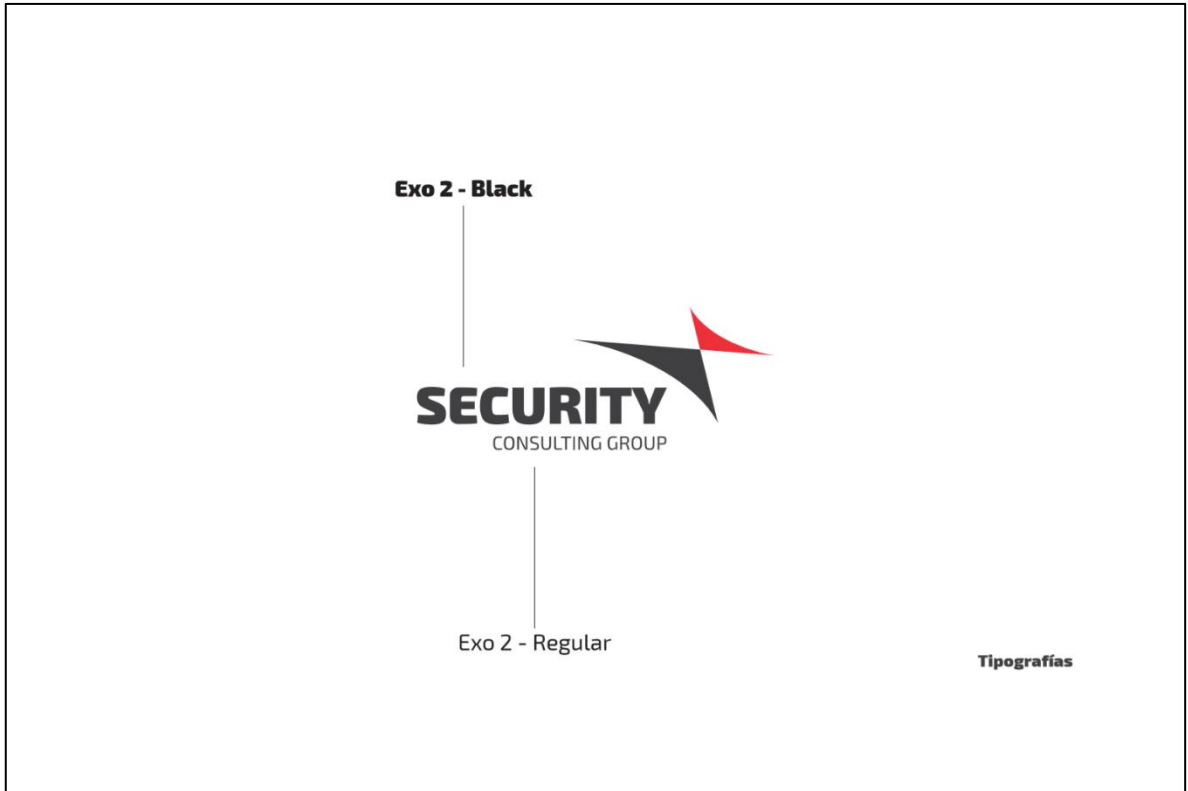 Exo 2 - Black
SECURITY
CONSULTING GROUP
Exo 2 - Regular
Tipografías